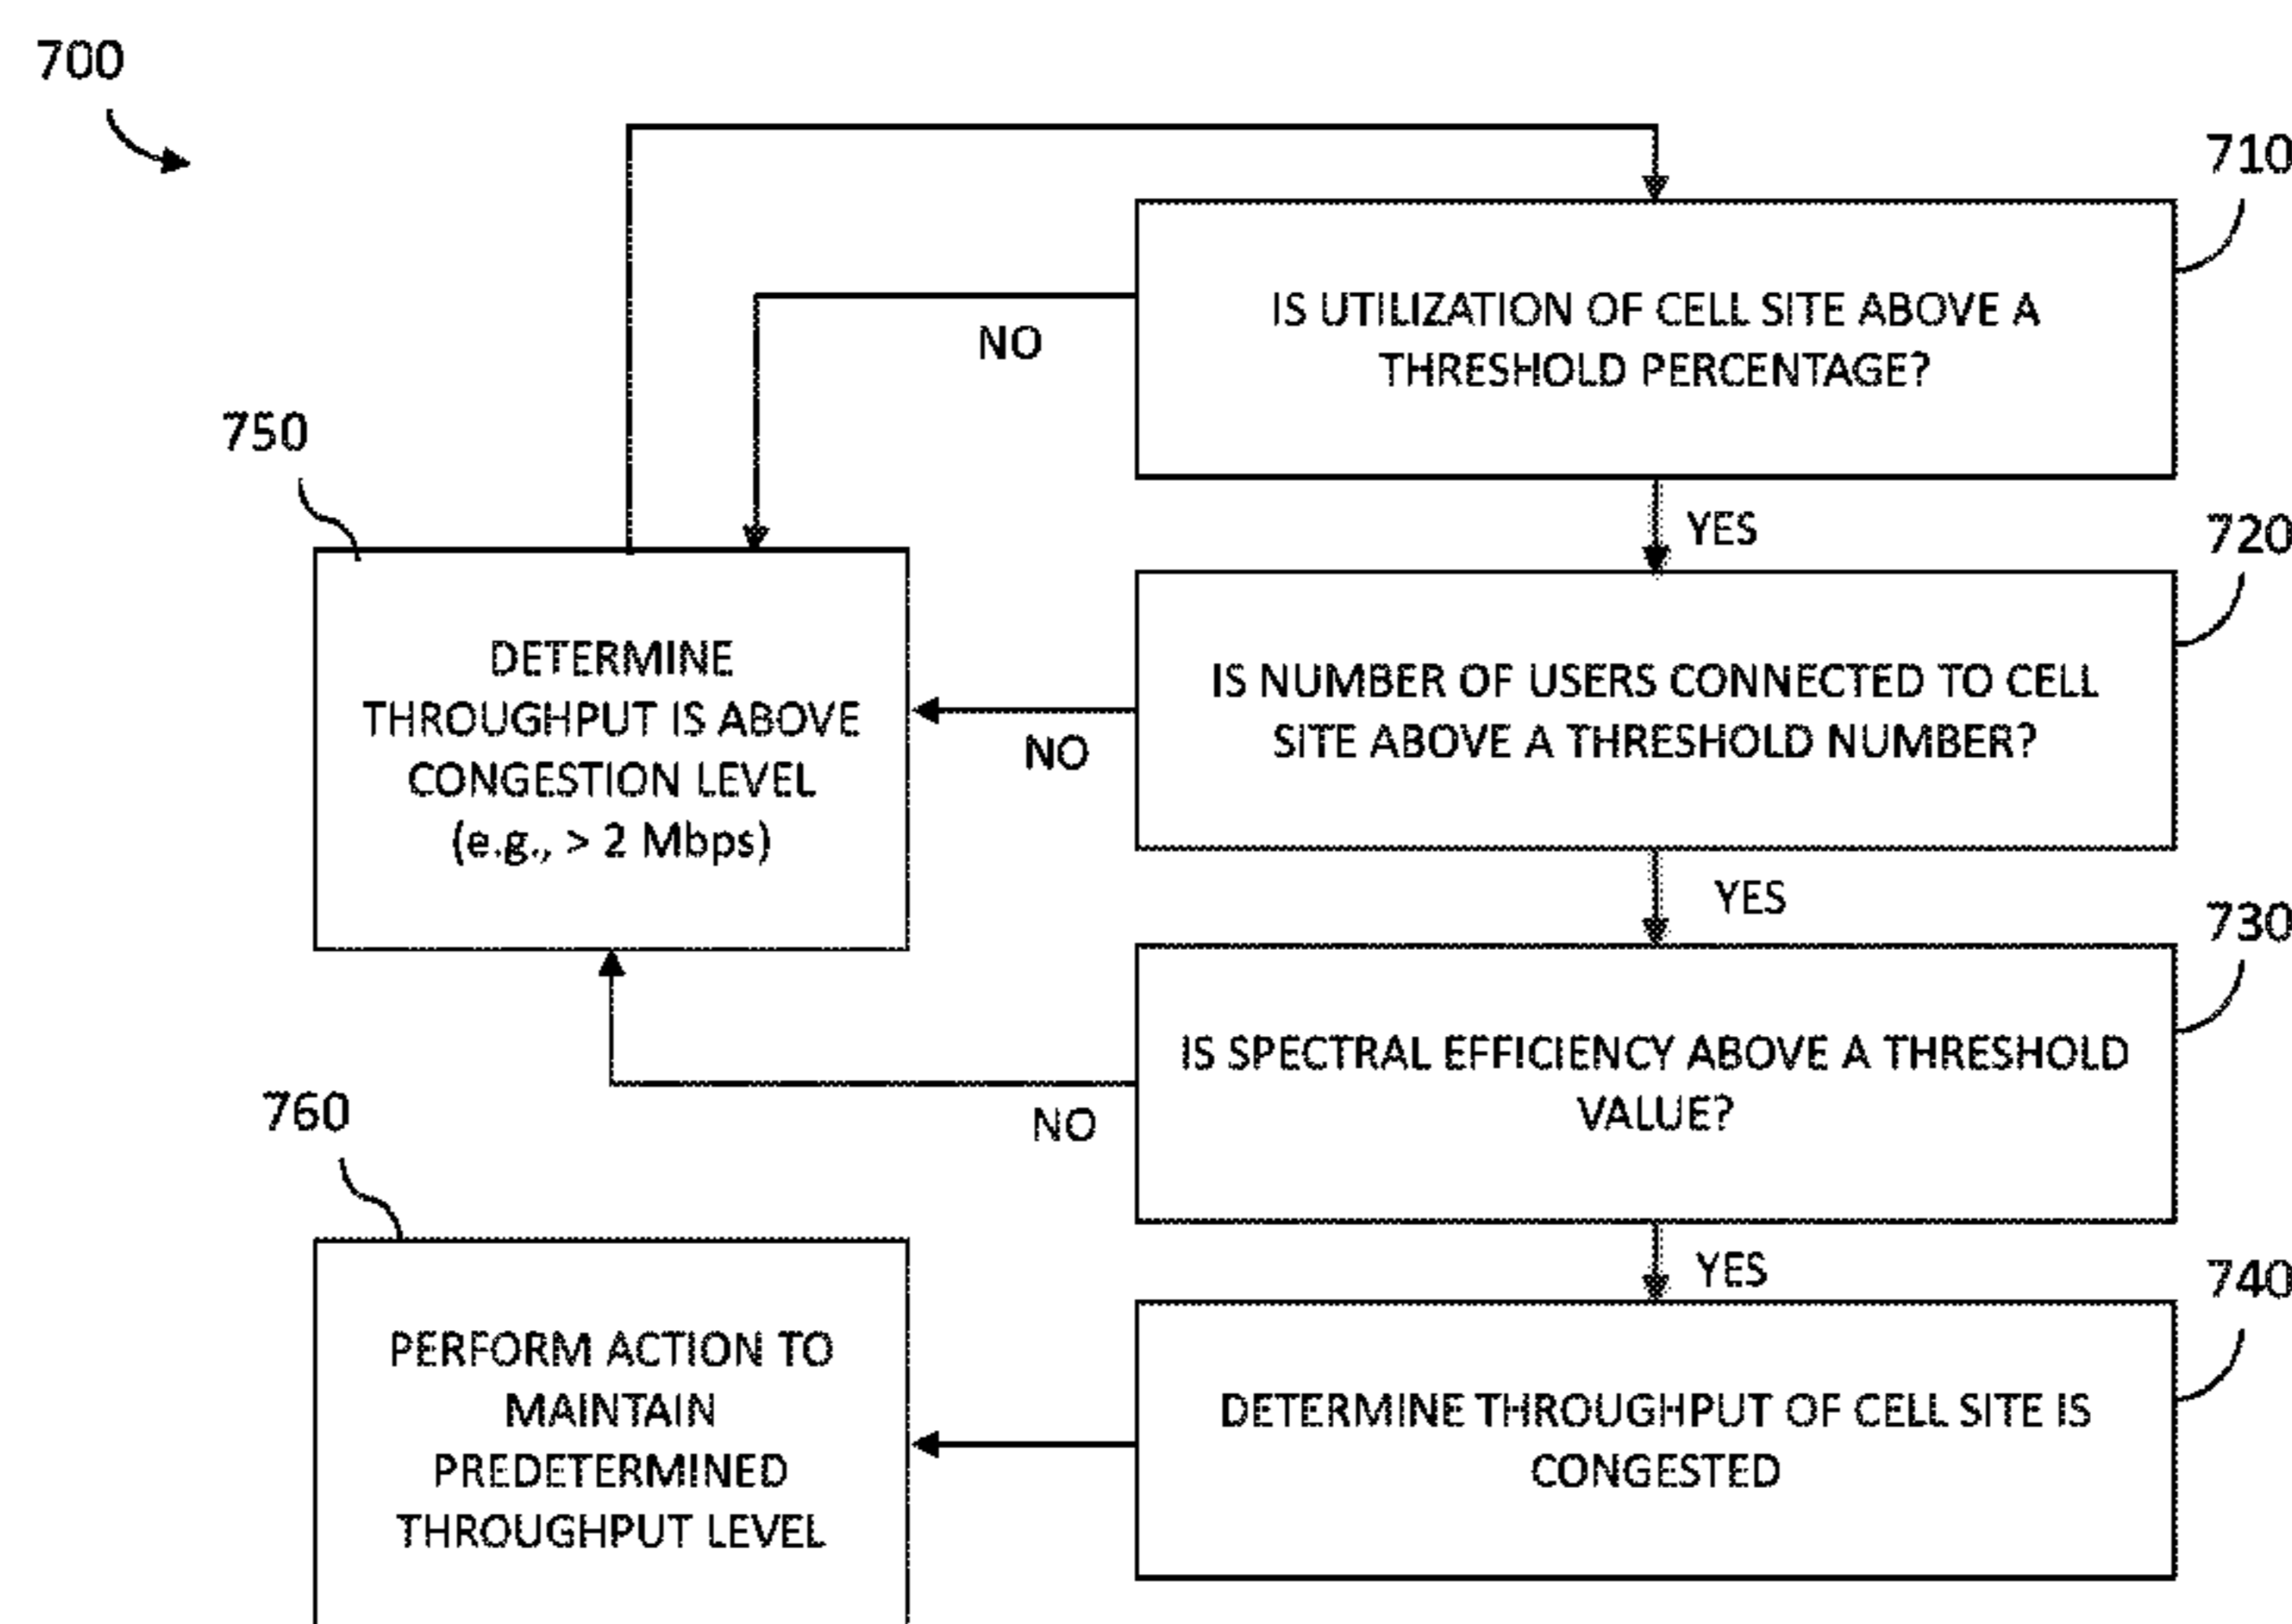 700
710
IS UTILIZATION OF CELL SITE ABOVE A
THRESHOLD PERCENTAGE?
NO
YES
750
720
DETERMINE
THROUGHPUT IS ABOVE
CONGESTION LEVEL
(e.g., > 2 Mbps)
IS NUMBER OF USERS CONNECTED TO CELL
SITE ABOVE A THRESHOLD NUMBER?
NO
YES
730
IS SPECTRAL EFFICIENCY ABOVE A THRESHOLD
VALUE?
NO
YES
760
740
PERFORM ACTION TO
MAINTAIN
PREDETERMINED
THROUGHPUT LEVEL
DETERMINE THROUGHPUT OF CELL SITE IS
CONGESTED